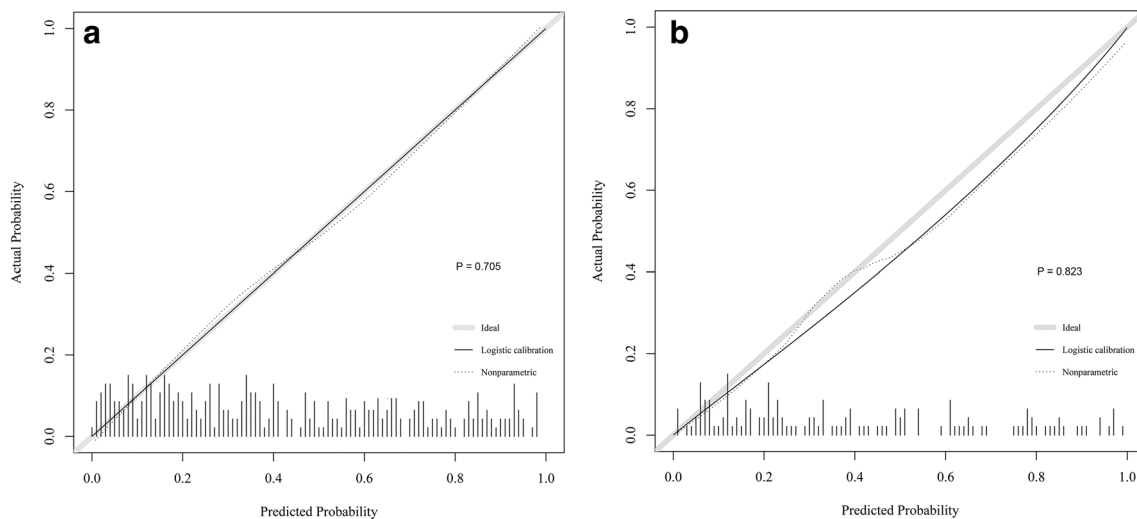 a
1.0
0.8
0.6
0.4
0.2
0.0
Actual Probability
P = 0.705
Ideal
Logistic calibration
Nonparametric
0.0 0.2 0.4 0.6 0.8 1.0
Predicted Probability
b
1.0
0.8
0.6
0.4
0.2
0.0
Actual Probability
P = 0.823
Ideal
Logistic calibration
Nonparametric
0.0 0.2 0.4 0.6 0.8 1.0
Predicted Probability